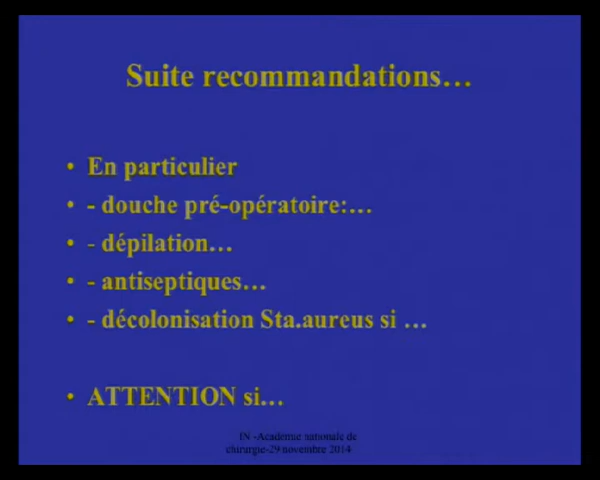 Suite recommandations…
• En particulier
• - douche pré-opératoire:…
• - dépilation…
• - antiseptiques…
• - décolonisation Sta.aureus si …
• ATTENTION si…
IN -Académie nationale de
chirurgie-29 novembre 2014